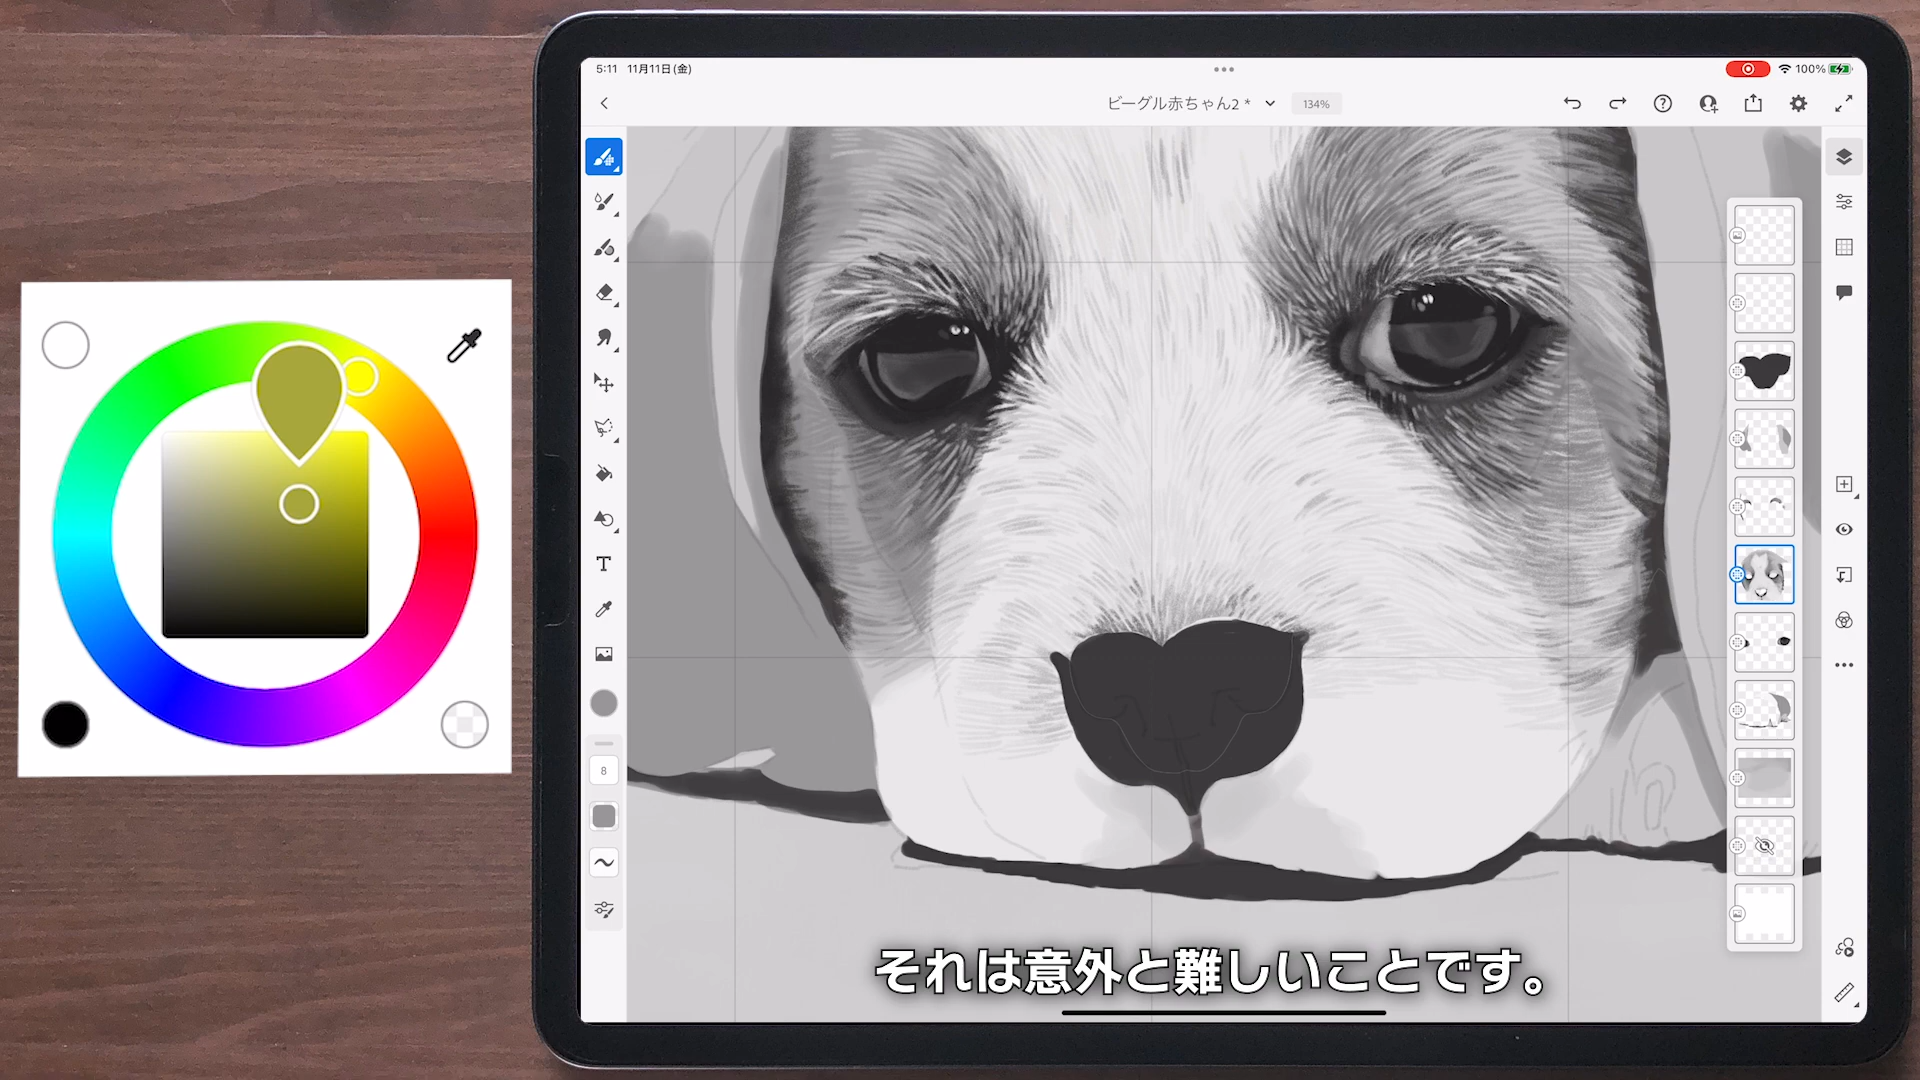 5:11 11月11日(金)
100%
ビーグル赤ちゃん2 *
134%
T
8
それは意外と難しいことです。